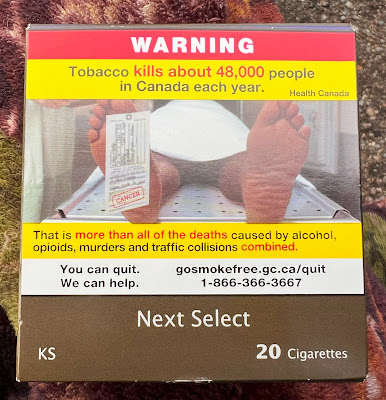 WARNING
Tobacco kills about 48,000 people
in Canada each year.
Health Canada
CANCER
That is more than all of the deaths caused by alcohol,
opioids, murders and traffic collisions combined.
You can quit.
We can help.
gosmokefree.gc.ca/quit
1-866-366-3667
Next Select
KS
20 Cigarettes